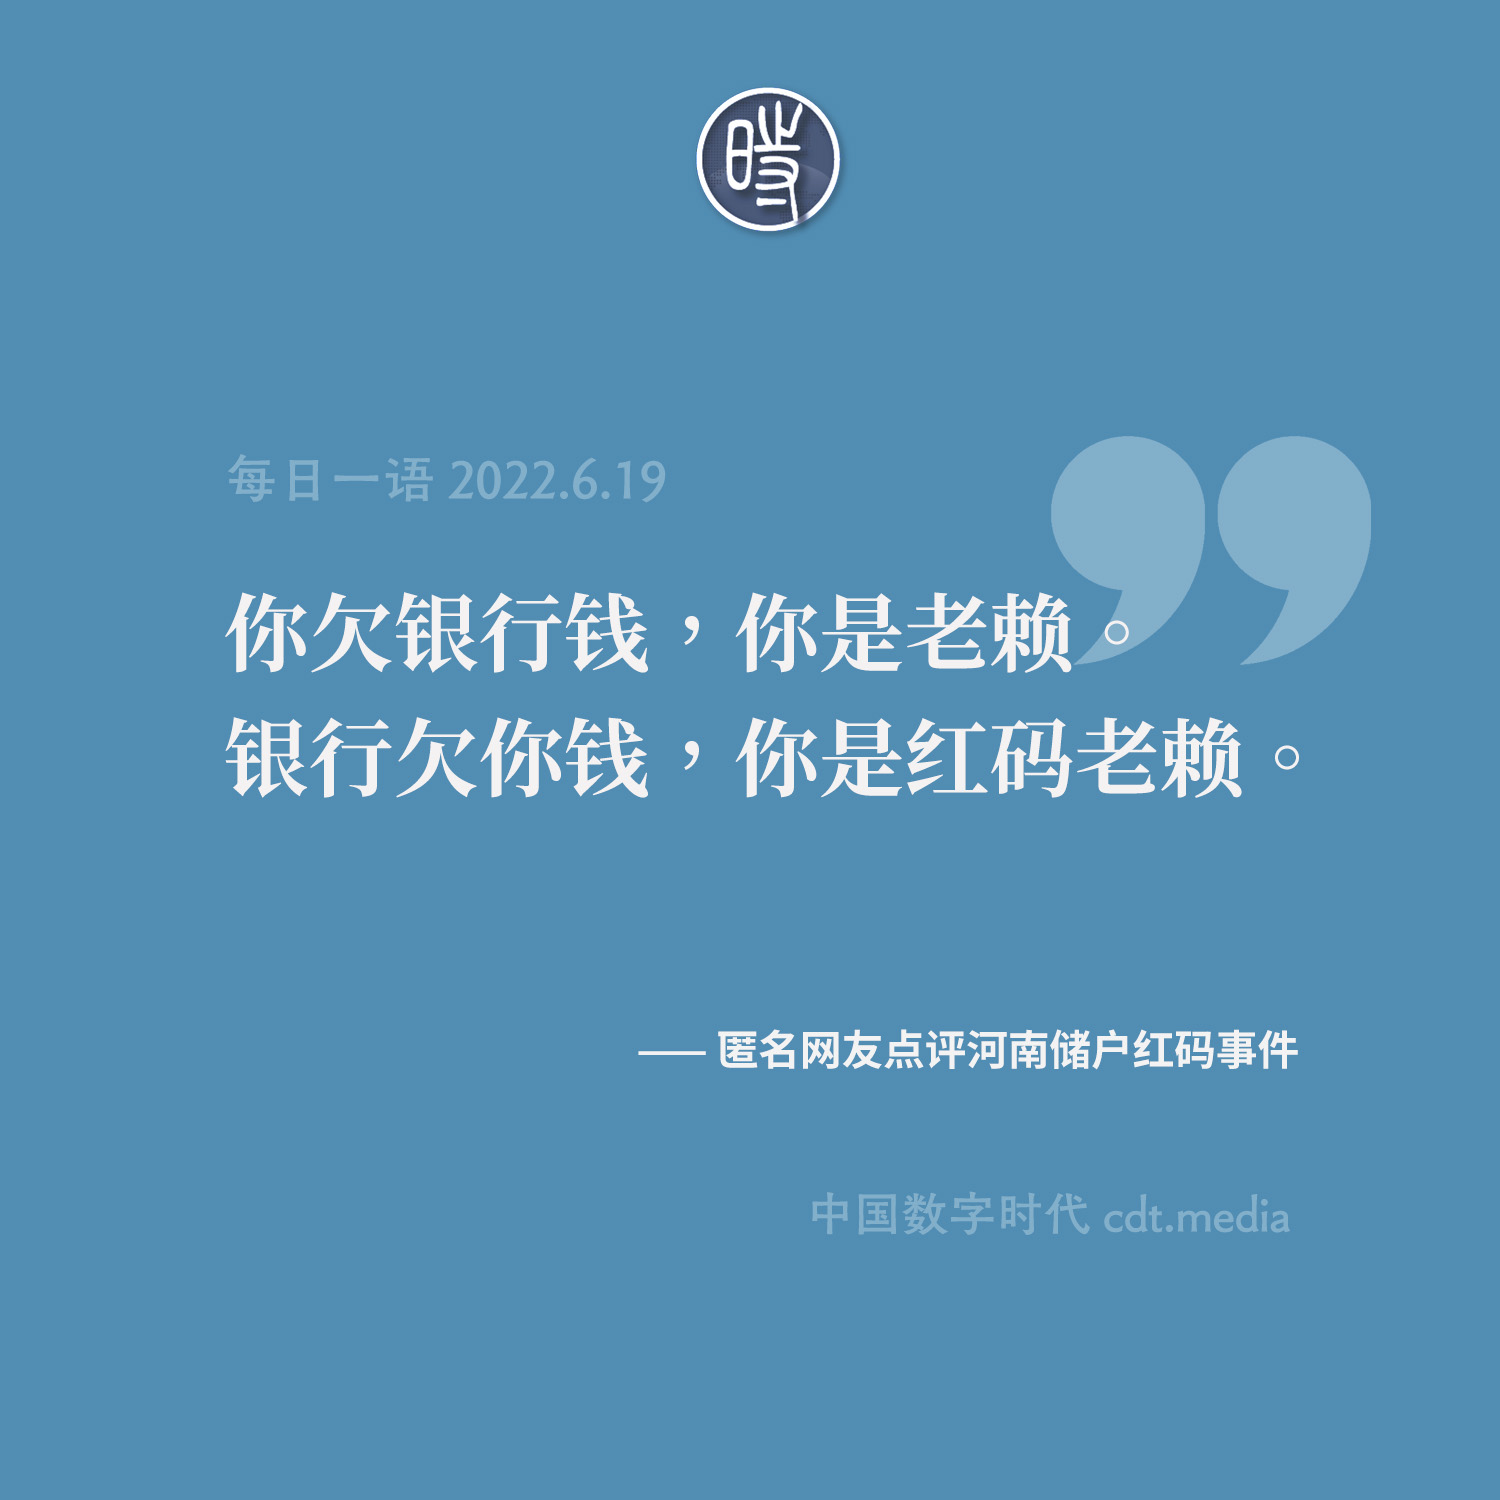 時
每日一语 2022.6.19
你欠银行钱，你是老赖。
银行欠你钱，你是红码老赖。
—— 匿名网友点评河南储户红码事件
中国数字时代 cdt.media